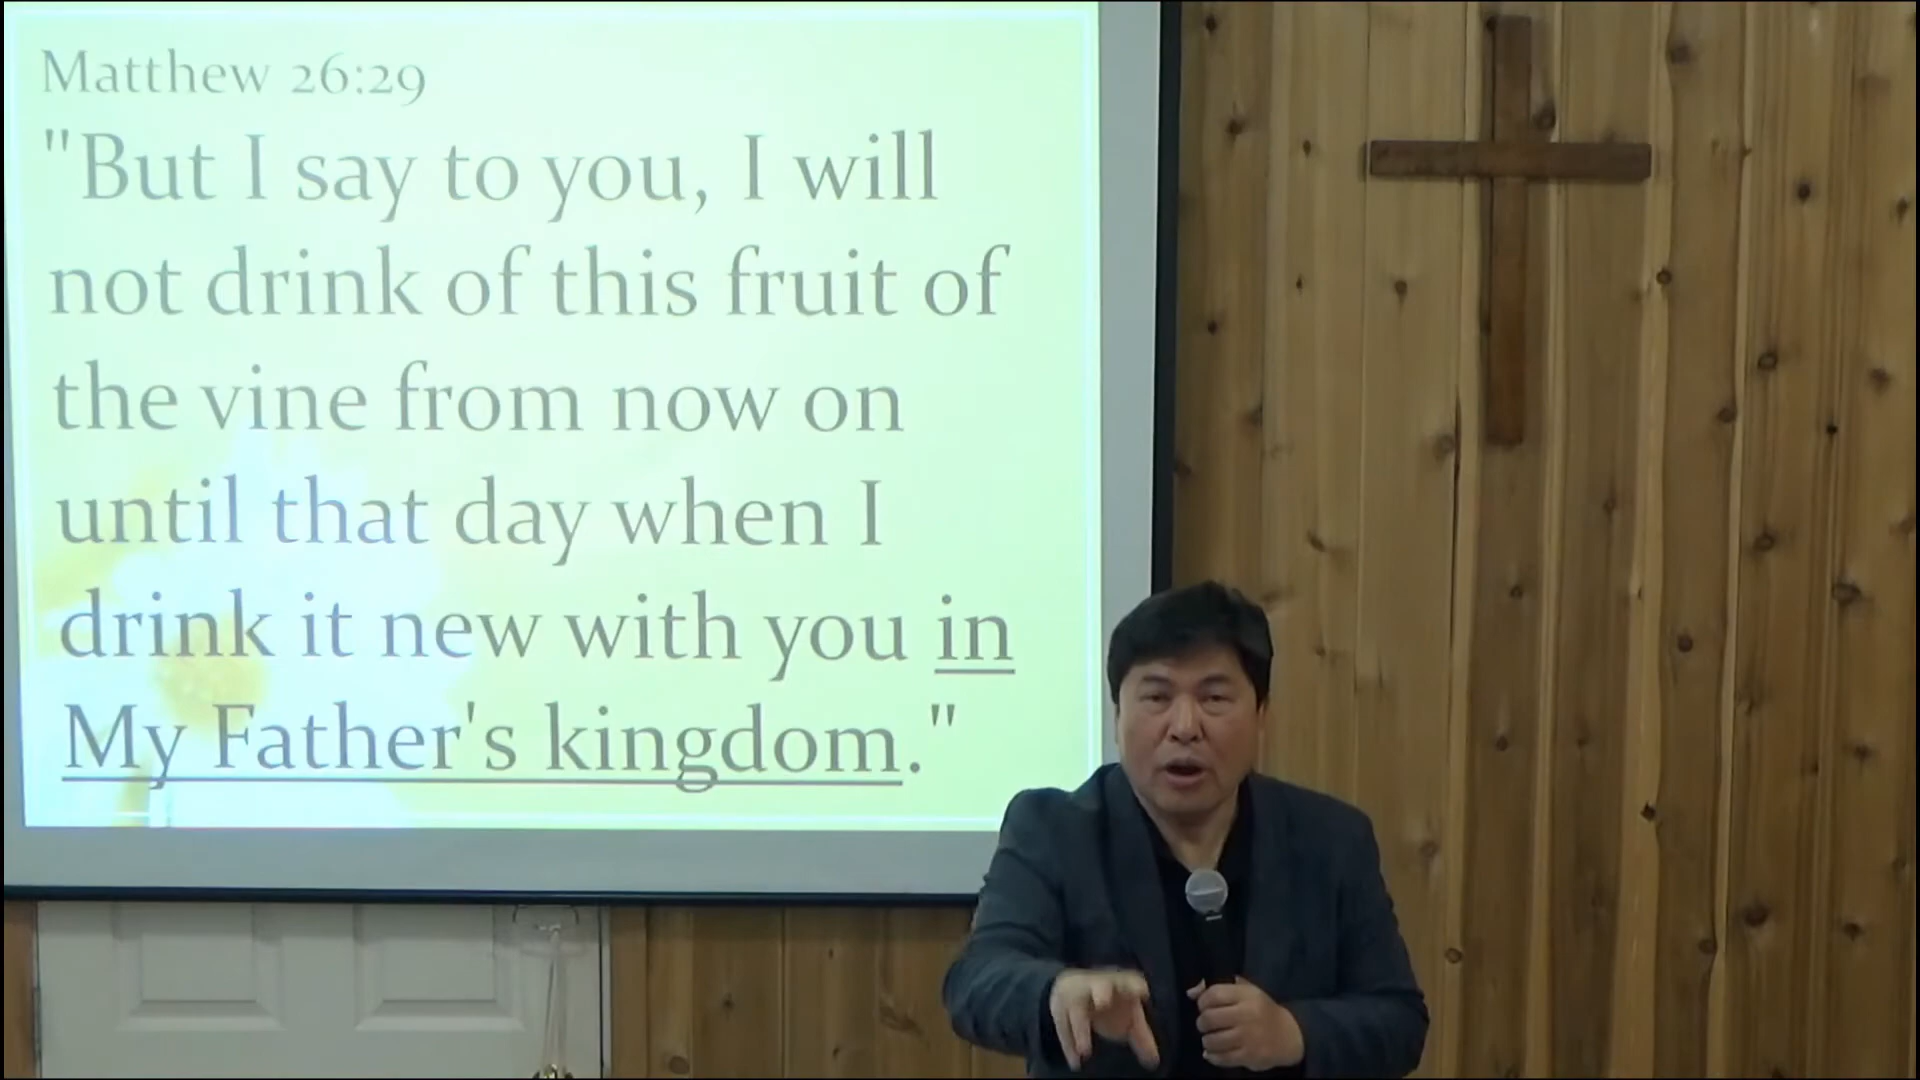 Matthew 26:29
"But I say to you, I will
not drink of this fruit of
the vine from now on
until that day when I
drink it new with you in
My Father's kingdom."